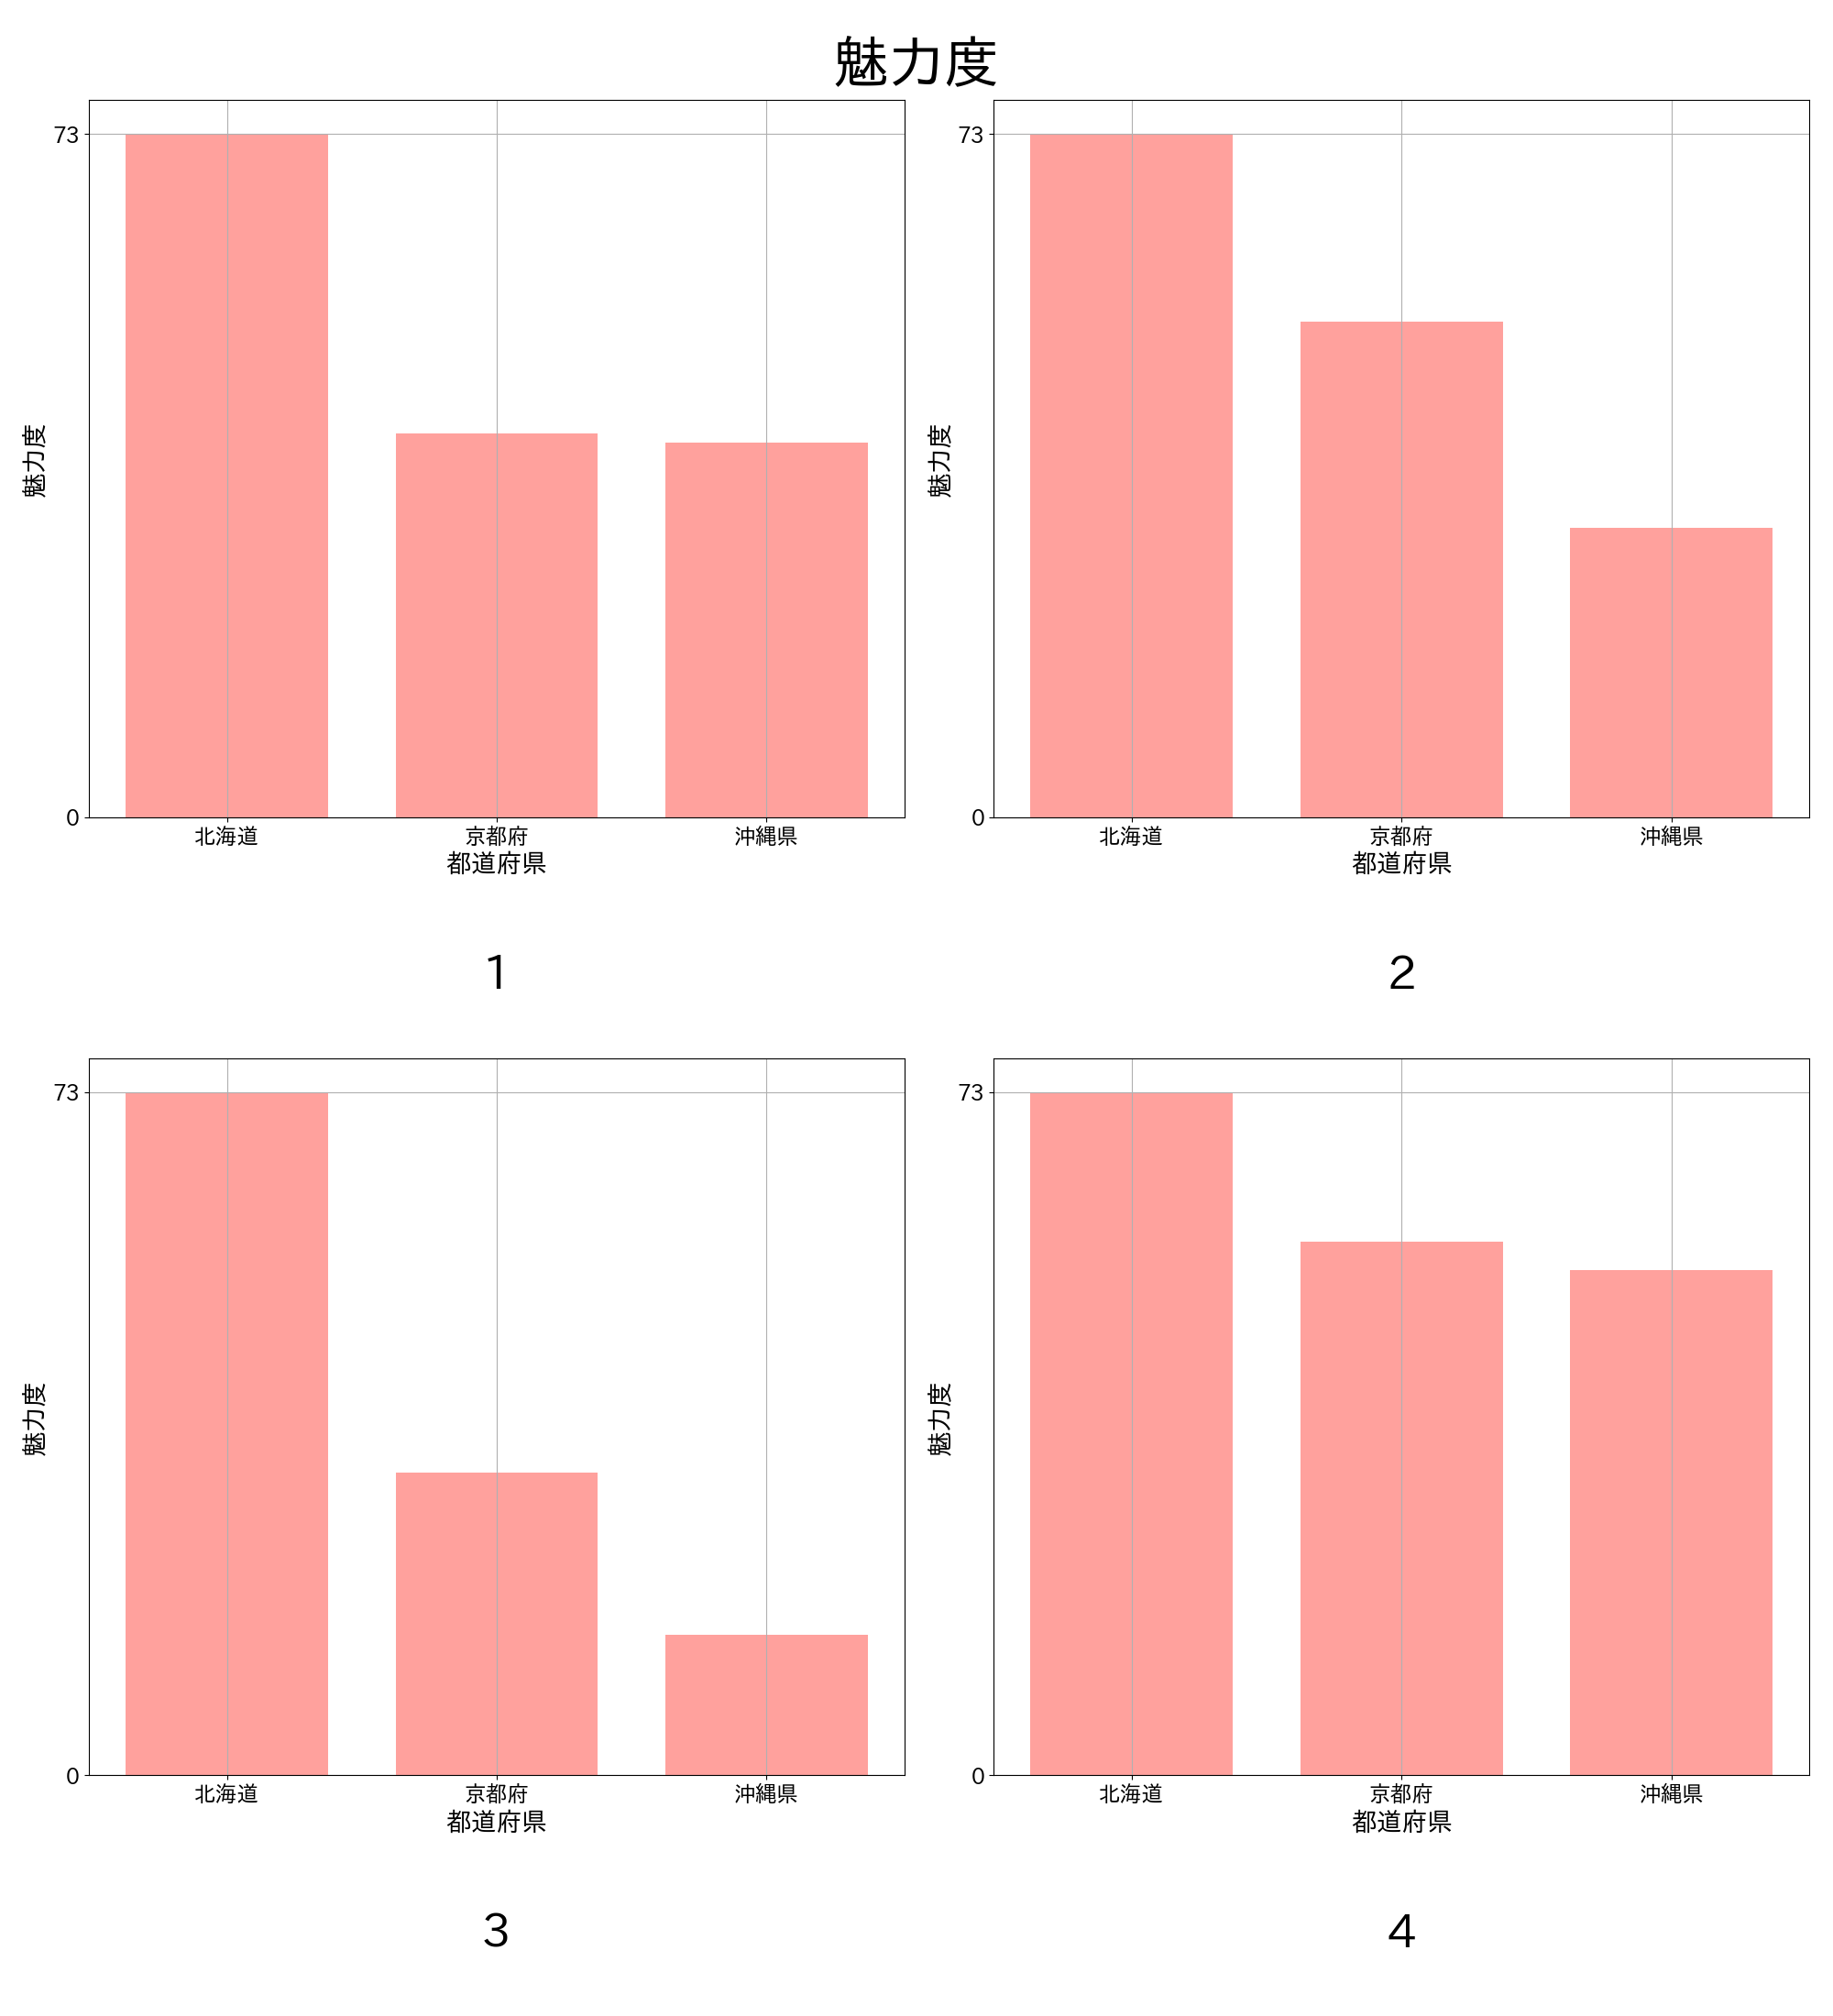 魅力度
73
0
魅力度
北海道 京都府 沖縄県
都道府県
1
73
0
魅力度
北海道 京都府 沖縄県
都道府県
2
73
0
魅力度
北海道 京都府 沖縄県
都道府県
3
73
0
魅力度
北海道 京都府 沖縄県
都道府県
4